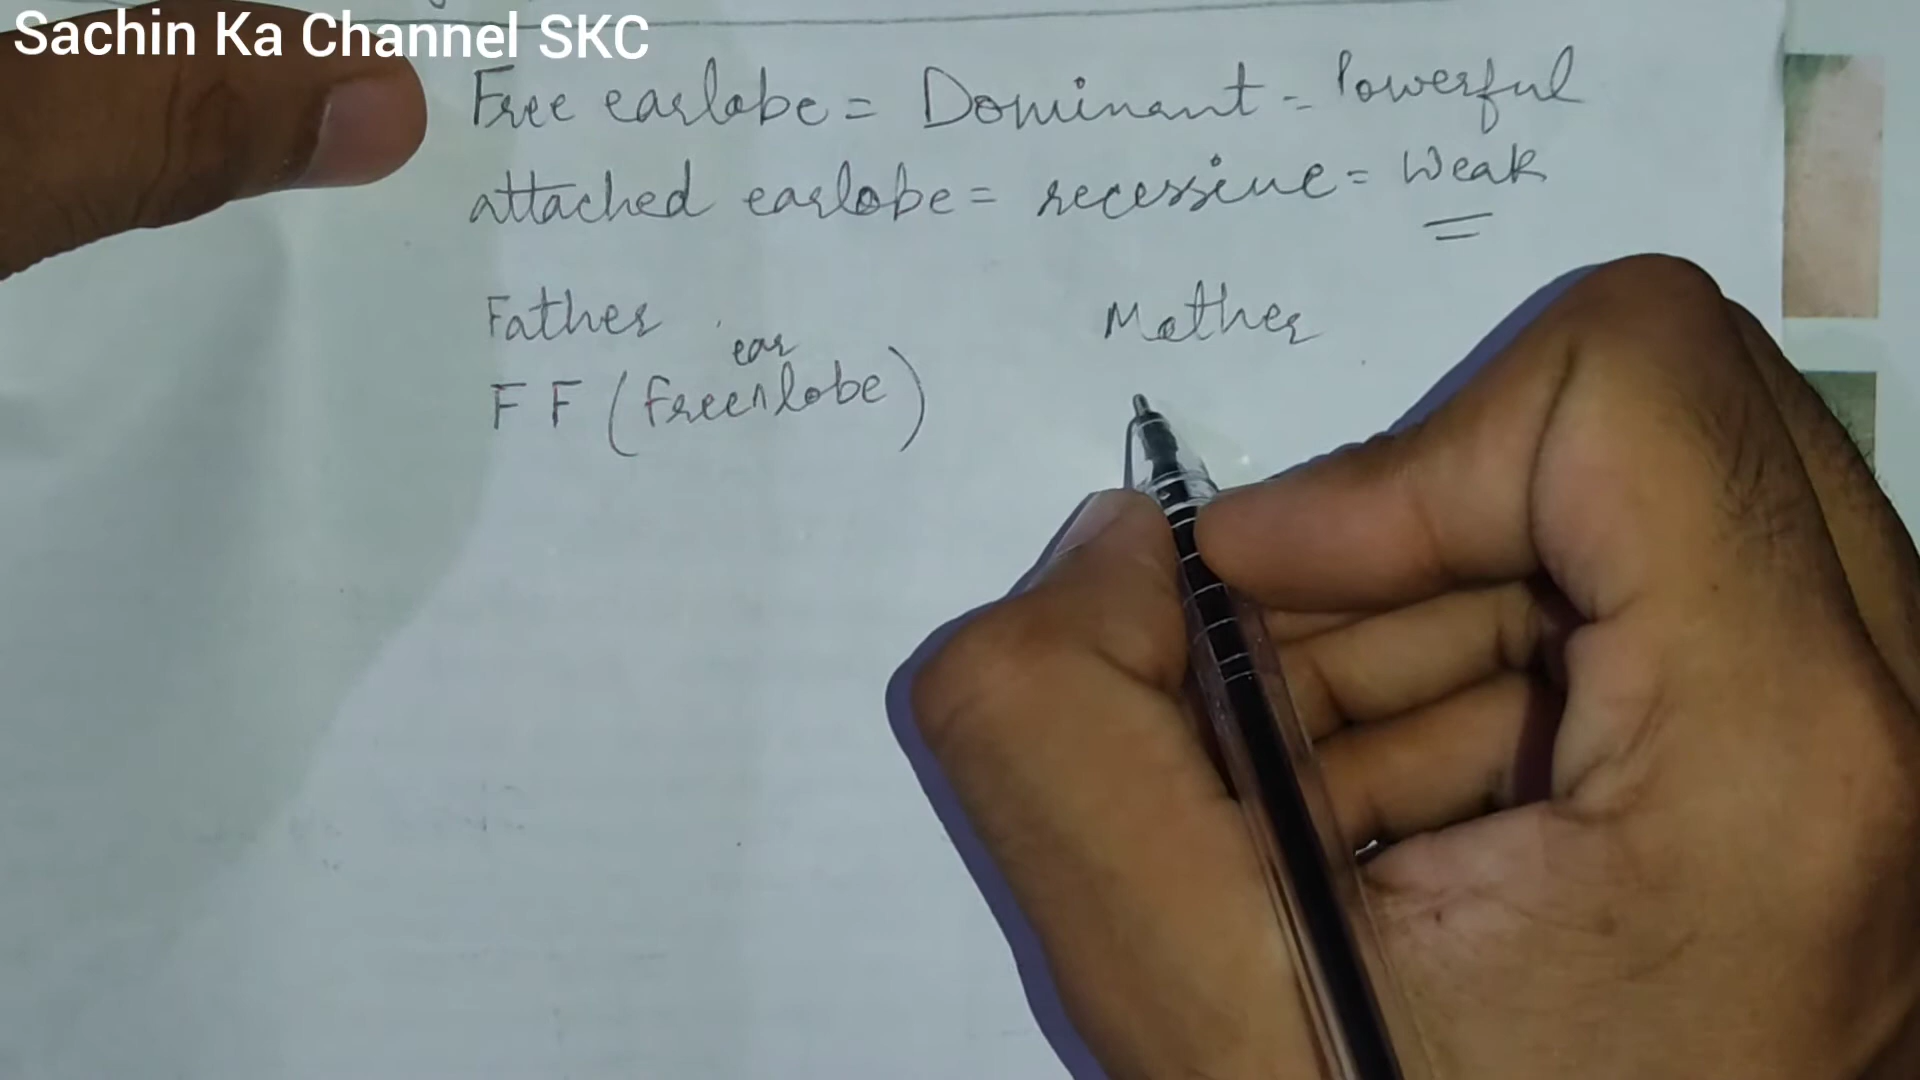 Sachin Ka Channel SKC
Free earlobe = Dominant = Powerful
attached earlobe = recessive = Weak
Father Mother
ear
F F (free^lobe)